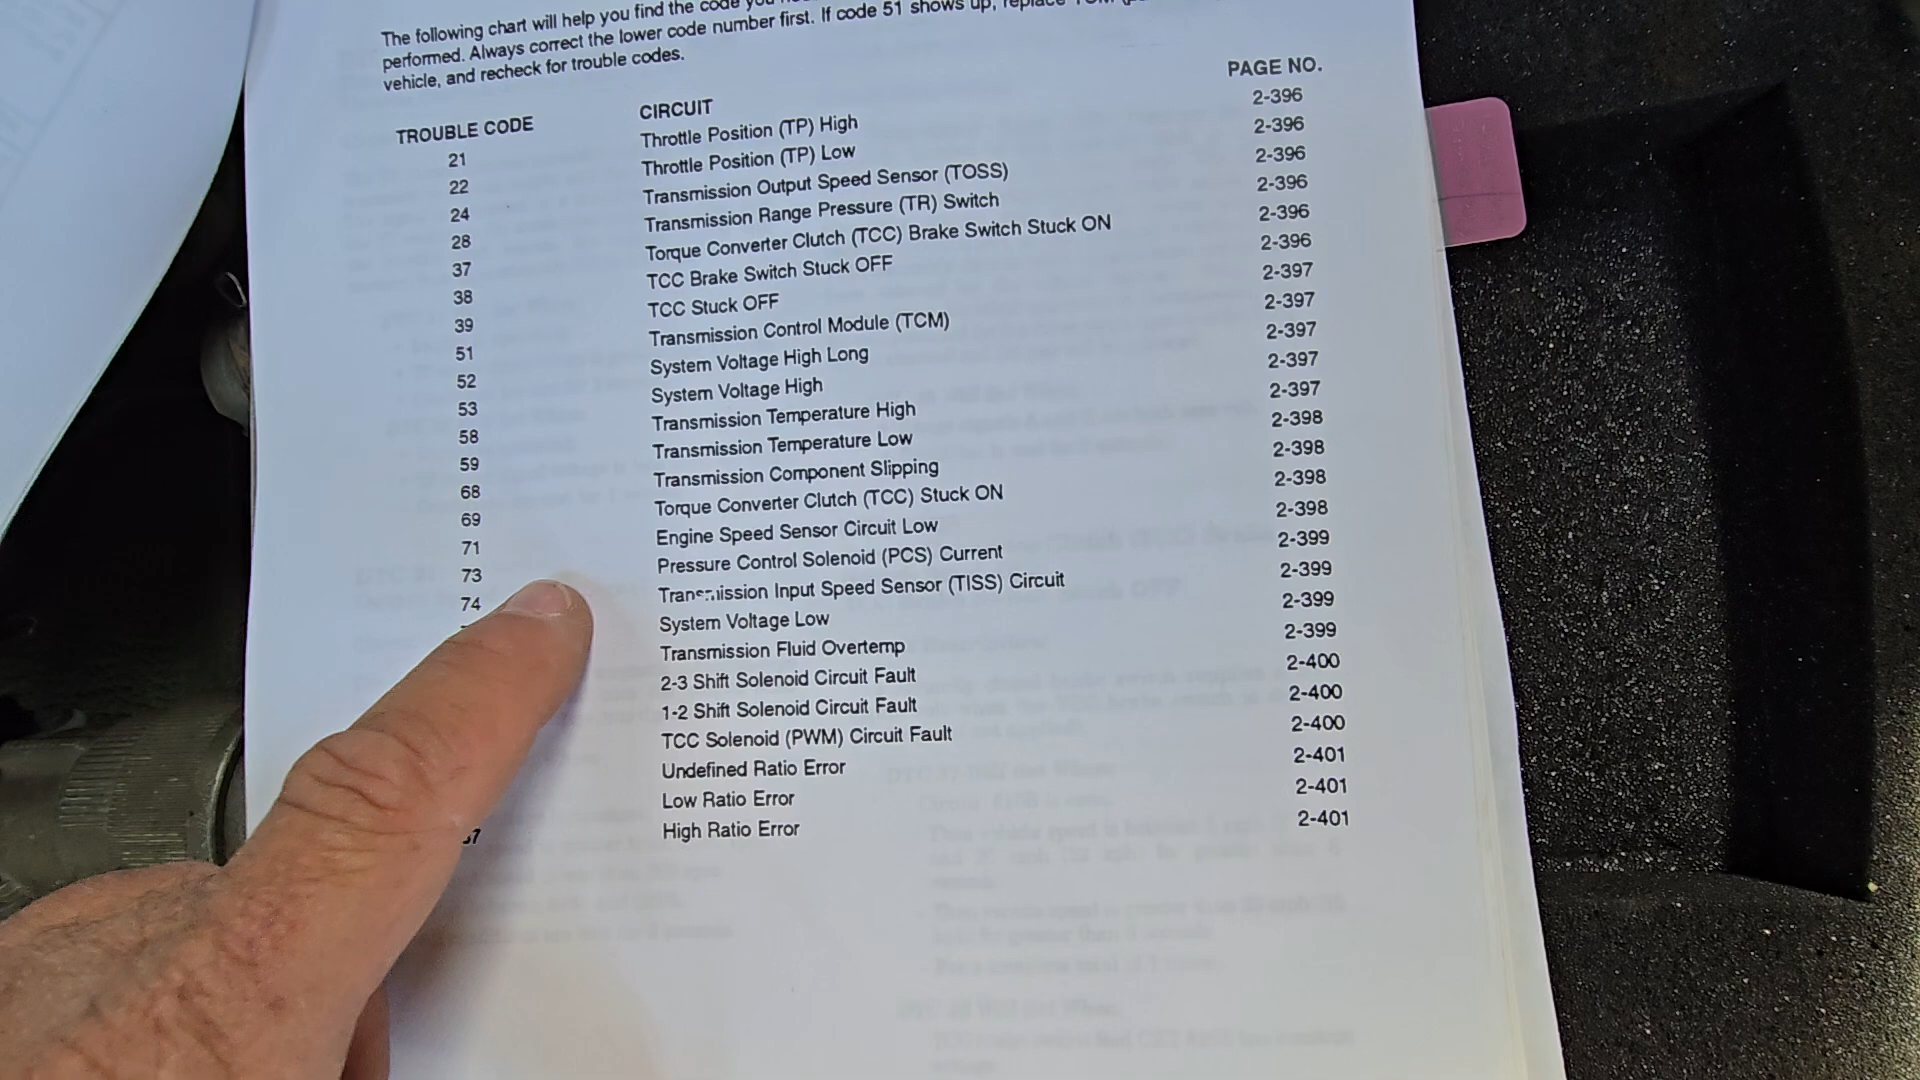 The following chart will help you find the code you
performed. Always correct the lower code number first. If code 51 shows up, replace TCM
vehicle, and recheck for trouble codes.
TROUBLE CODE CIRCUIT PAGE NO.
21 Throttle Position (TP) High 2-396
22 Throttle Position (TP) Low 2-396
24 Transmission Output Speed Sensor (TOSS) 2-396
28 Transmission Range Pressure (TR) Switch 2-396
37 Torque Converter Clutch (TCC) Brake Switch Stuck ON 2-396
38 TCC Brake Switch Stuck OFF 2-396
39 TCC Stuck OFF 2-397
51 Transmission Control Module (TCM) 2-397
52 System Voltage High Long 2-397
53 System Voltage High 2-397
58 Transmission Temperature High 2-397
59 Transmission Temperature Low 2-398
68 Transmission Component Slipping 2-398
69 Torque Converter Clutch (TCC) Stuck ON 2-398
71 Engine Speed Sensor Circuit Low 2-398
73 Pressure Control Solenoid (PCS) Current 2-399
74 Transmission Input Speed Sensor (TISS) Circuit 2-399
System Voltage Low 2-399
Transmission Fluid Overtemp 2-399
2-3 Shift Solenoid Circuit Fault 2-400
1-2 Shift Solenoid Circuit Fault 2-400
TCC Solenoid (PWM) Circuit Fault 2-400
Undefined Ratio Error 2-401
Low Ratio Error 2-401
High Ratio Error 2-401